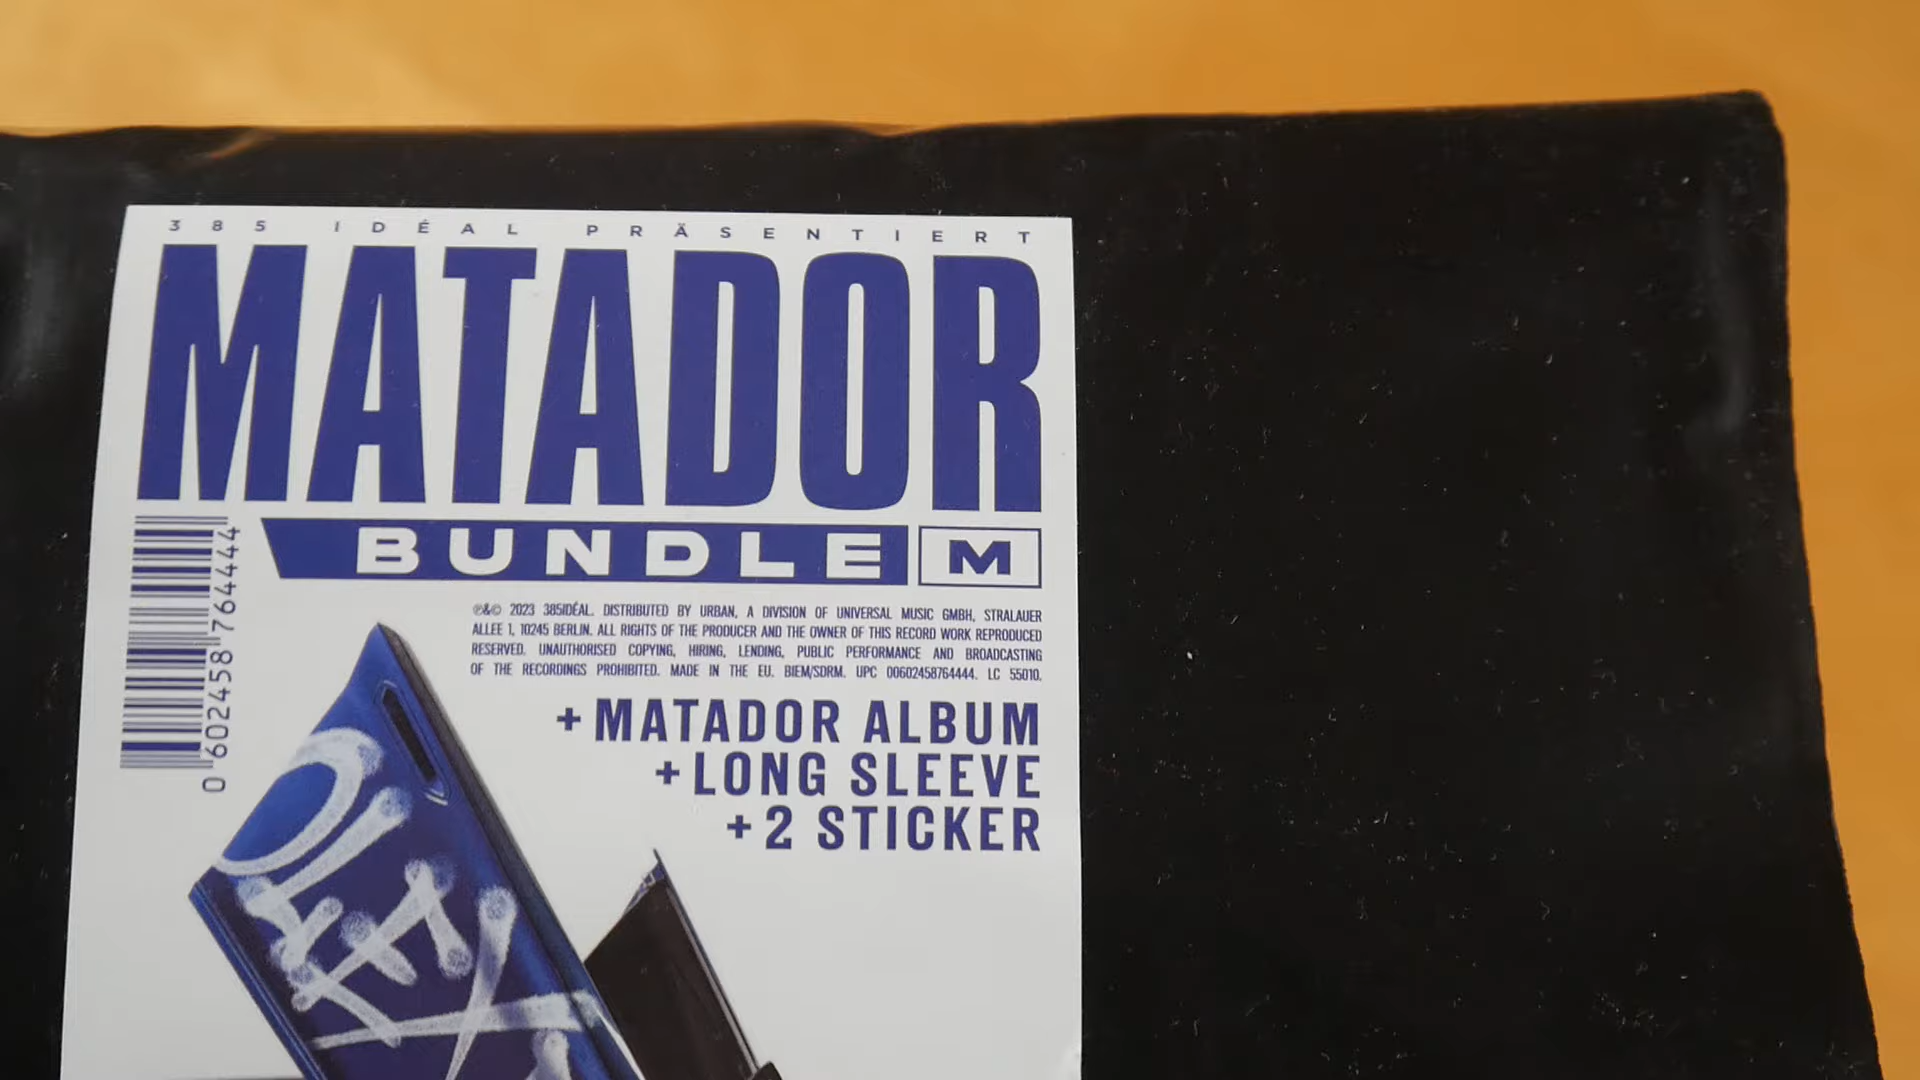 385 IDÉAL PRÄSENTIERT
MATADOR
BUNDLE M
0 602458 764444
℗&© 2023 385IDÉAL. DISTRIBUTED BY URBAN, A DIVISION OF UNIVERSAL MUSIC GMBH, STRALAUER
ALLEE 1, 10245 BERLIN. ALL RIGHTS OF THE PRODUCER AND THE OWNER OF THIS RECORD WORK REPRODUCED
RESERVED. UNAUTHORISED COPYING, HIRING, LENDING, PUBLIC PERFORMANCE AND BROADCASTING
OF THE RECORDINGS PROHIBITED. MADE IN THE EU. BIEM/SDRM. UPC 00602458764444. LC 55010.
+ MATADOR ALBUM
+ LONG SLEEVE
+ 2 STICKER